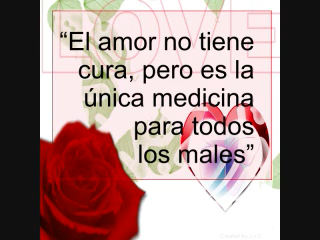 LOVE
“El amor no tiene
cura, pero es la
única medicina
para todos
los males”